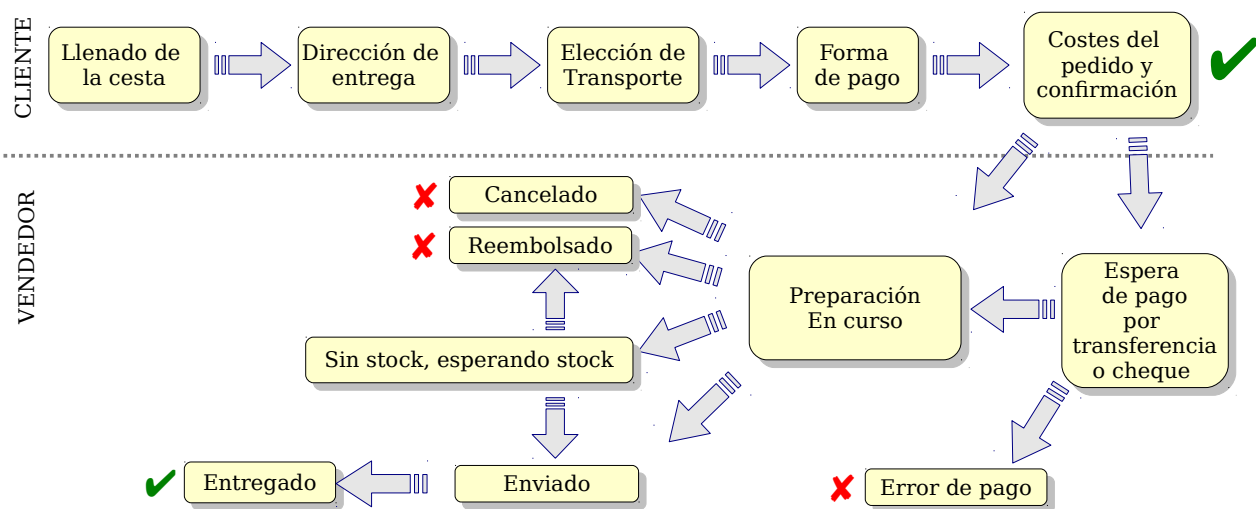 CLIENTE
Llenado de
la cesta
Dirección de
entrega
Elección de
Transporte
Forma
de pago
Costes del
pedido y
confirmación
VENDEDOR
Cancelado
Reembolsado
Sin stock, esperando stock
Preparación
En curso
Espera
de pago
por
transferencia
o cheque
Entregado
Enviado
Error de pago